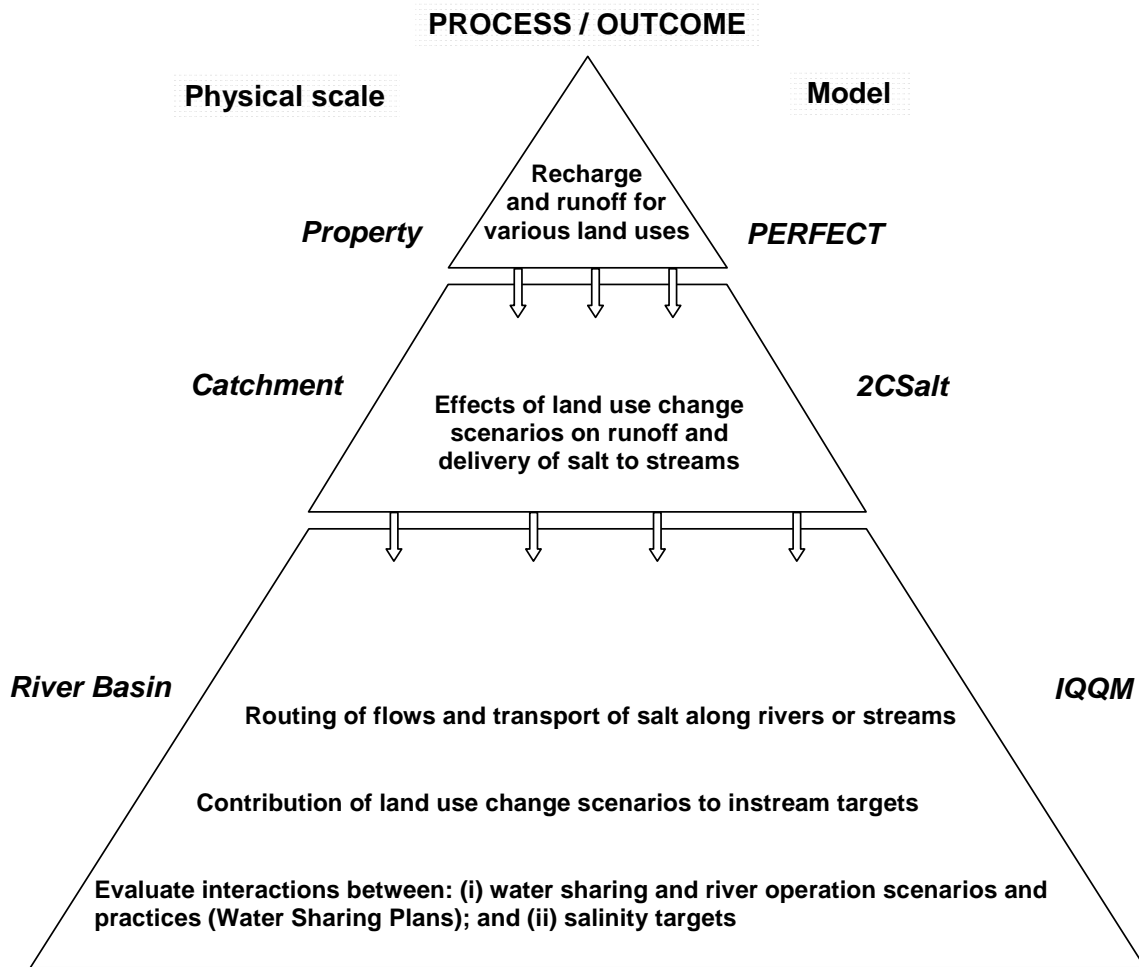 PROCESS / OUTCOME
Physical scale
Model
Recharge
and runoff for
various land uses
Property
PERFECT
Catchment
2CSalt
Effects of land use change
scenarios on runoff and
delivery of salt to streams
River Basin
IQQM
Routing of flows and transport of salt along rivers or streams
Contribution of land use change scenarios to instream targets
Evaluate interactions between: (i) water sharing and river operation scenarios and
practices (Water Sharing Plans); and (ii) salinity targets